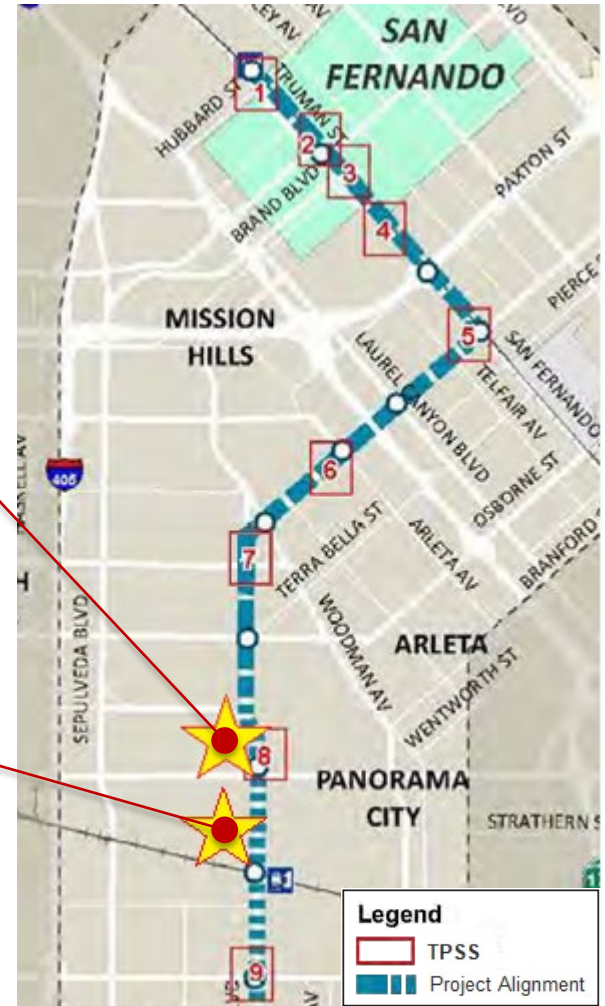 SAN
FERNANDO
HUBBARD ST
1
TRUMAN ST
2
3
BRAND BLVD
4
PAXTON ST
PIERCE
MISSION
HILLS
5
SAN FERNANDO
LAUREL CANYON BLVD
TELFAIR AV
6
OSBORNE ST
405
7
TERRA BELLA ST
ARLETA AV
BRANFORD
WOODMAN AV
ARLETA
WENTWORTH ST
SEPULVEDA BLVD
8
PANORAMA
CITY
STRATHERN S
9
AV
Legend
TPSS
Project Alignment